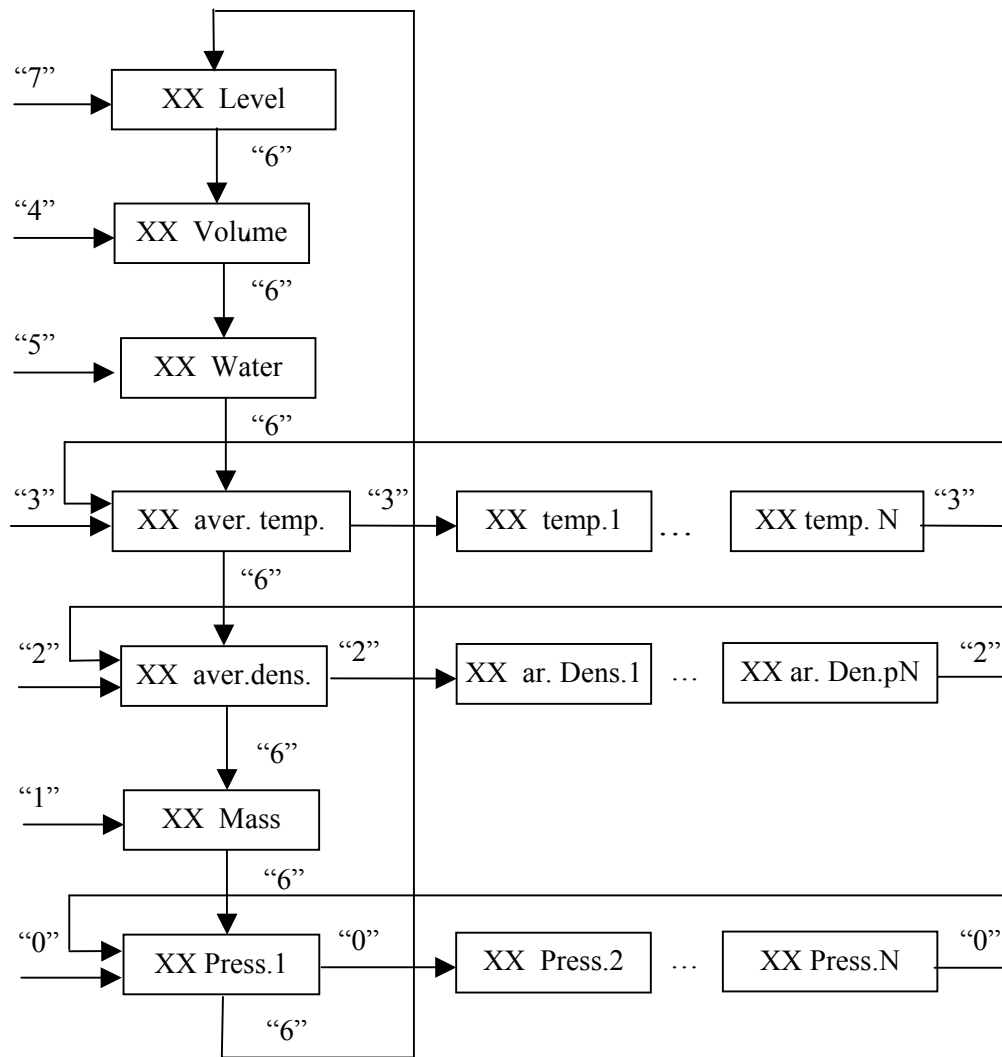 “7”
XX Level
“6”
“4”
XX Volume
“6”
“5”
XX Water
“6”
“3”
XX aver. temp.
“3”
XX temp.1
...
XX temp. N
“3”
“6”
“2”
XX aver.dens.
“2”
XX ar. Dens.1
...
XX ar. Den.pN
“2”
“6”
“1”
XX Mass
“6”
“0”
XX Press.1
“0”
XX Press.2
...
XX Press.N
“0”
“6”